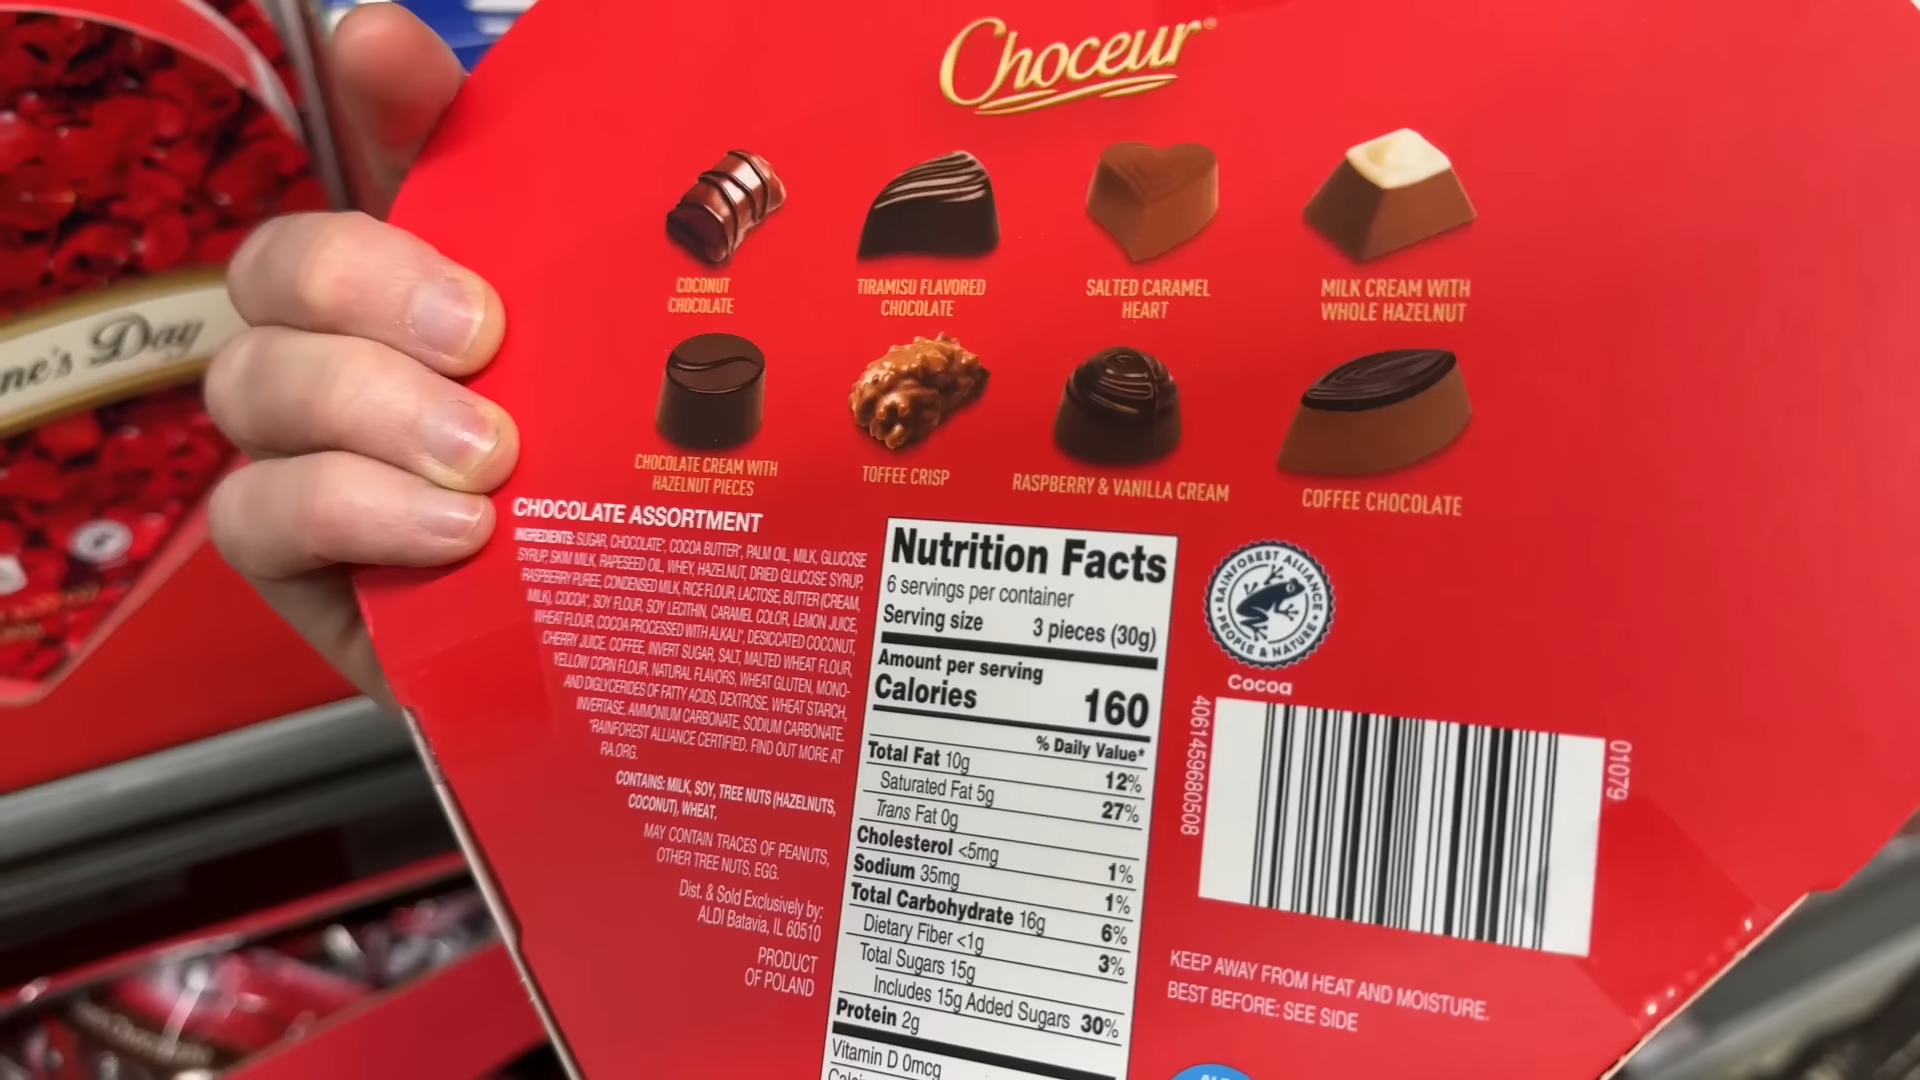 Choceur®
COCONUT
CHOCOLATE
TIRAMISU FLAVORED
CHOCOLATE
SALTED CARAMEL
HEART
MILK CREAM WITH
WHOLE HAZELNUT
CHOCOLATE CREAM WITH
HAZELNUT PIECES
TOFFEE CRISP
RASPBERRY & VANILLA CREAM
COFFEE CHOCOLATE
ne's Day
CHOCOLATE ASSORTMENT
INGREDIENTS: SUGAR, CHOCOLATE*, COCOA BUTTER*, PALM OIL, MILK, GLUCOSE
SYRUP, SKIM MILK, RAPESEED OIL, WHEY, HAZELNUT, DRIED GLUCOSE SYRUP,
RASPBERRY PUREE, CONDENSED MILK, RICE FLOUR, LACTOSE, BUTTER (CREAM,
MILK), COCOA*, SOY FLOUR, SOY LECITHIN, CARAMEL COLOR, LEMON JUICE,
WHEAT FLOUR, COCOA PROCESSED WITH ALKALI*, DESICCATED COCONUT,
CHERRY JUICE, COFFEE, INVERT SUGAR, SALT, MALTED WHEAT FLOUR,
YELLOW CORN FLOUR, NATURAL FLAVORS, WHEAT GLUTEN, MONO-
AND DIGLYCERIDES OF FATTY ACIDS, DEXTROSE, WHEAT STARCH,
INVERTASE, AMMONIUM CARBONATE, SODIUM CARBONATE.
*RAINFOREST ALLIANCE CERTIFIED. FIND OUT MORE AT
RA.ORG.
CONTAINS: MILK, SOY, TREE NUTS (HAZELNUTS,
COCONUT), WHEAT.
MAY CONTAIN TRACES OF PEANUTS,
OTHER TREE NUTS, EGG.
Dist. & Sold Exclusively by:
ALDI Batavia, IL 60510
PRODUCT
OF POLAND
Nutrition Facts
6 servings per container
Serving size 3 pieces (30g)
Amount per serving
Calories 160
% Daily Value*
Total Fat 10g 12%
Saturated Fat 5g 27%
Trans Fat 0g
Cholesterol <5mg 1%
Sodium 35mg 1%
Total Carbohydrate 16g 6%
Dietary Fiber <1g 3%
Total Sugars 15g
Includes 15g Added Sugars 30%
Protein 2g
Vitamin D 0mcg
RAINFOREST ALLIANCE
PEOPLE & NATURE
Cocoa
4061459680508
01079
KEEP AWAY FROM HEAT AND MOISTURE.
BEST BEFORE: SEE SIDE